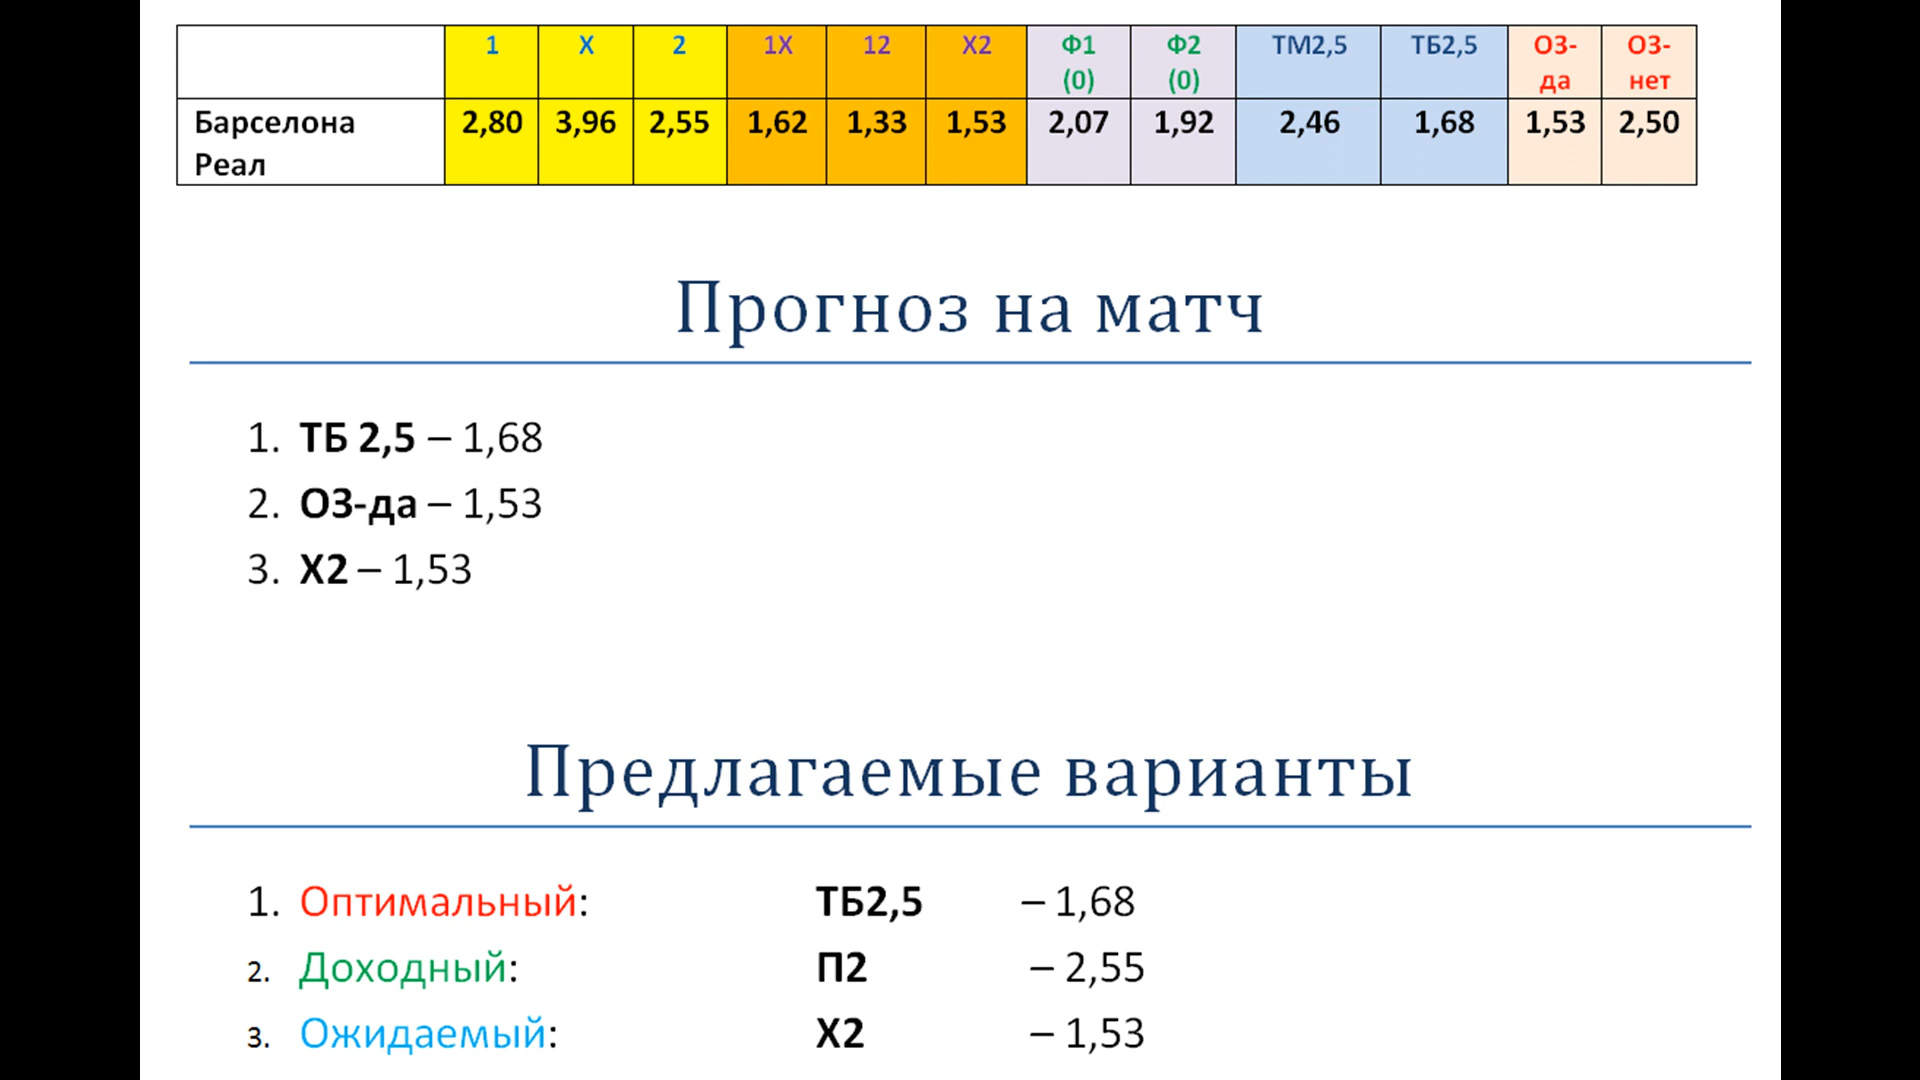 1 X 2 1X 12 X2 Ф1 (0) Ф2 (0) ТМ2,5 ТБ2,5 ОЗ-да ОЗ-нет
Барселона Реал 2,80 3,96 2,55 1,62 1,33 1,53 2,07 1,92 2,46 1,68 1,53 2,50
Прогноз на матч
1. ТБ 2,5 – 1,68
2. ОЗ-да – 1,53
3. Х2 – 1,53
Предлагаемые варианты
1. Оптимальный: ТБ2,5 – 1,68
2. Доходный: П2 – 2,55
3. Ожидаемый: Х2 – 1,53